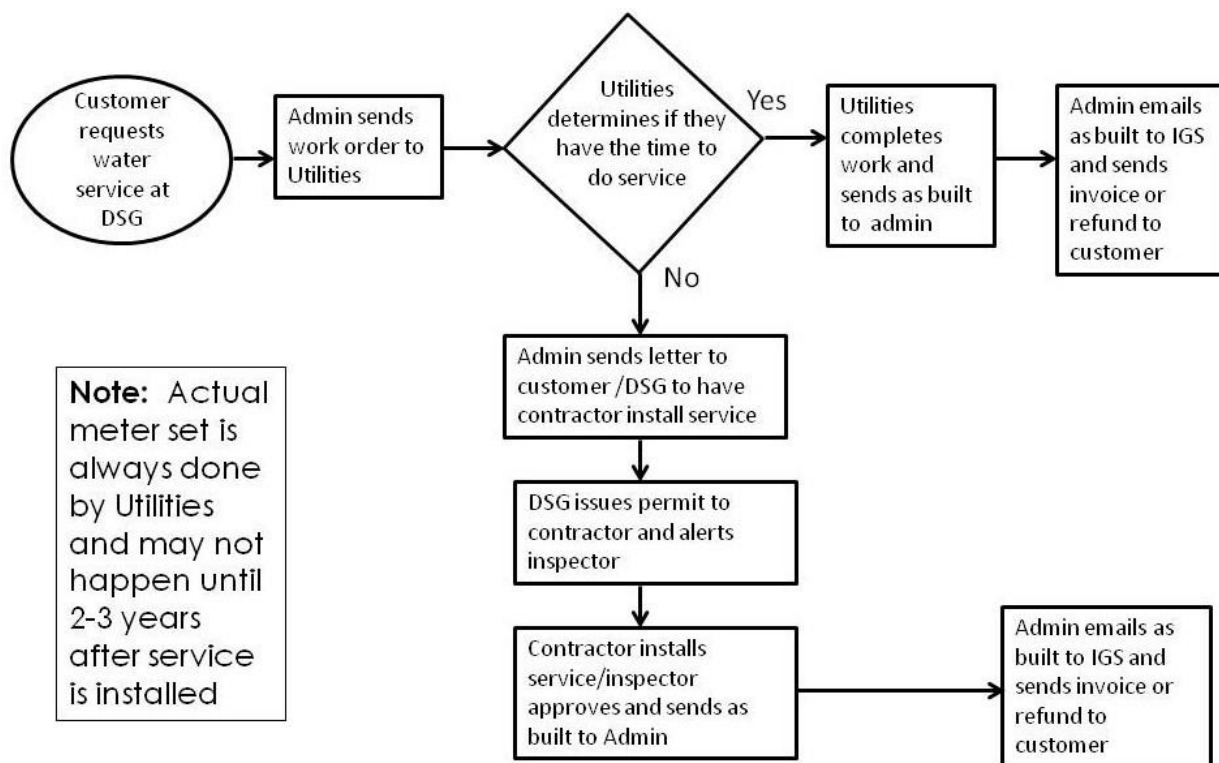 Customer
requests
water
service at
DSG
Admin sends
work order to
Utilities
Utilities
determines if they
have the time to
do service
Yes
Utilities
completes
work and
sends as built
to admin
Admin emails
as built to IGS
and sends
invoice or
refund to
customer
No
Admin sends letter to
customer /DSG to have
contractor install service
DSG issues permit to
contractor and alerts
inspector
Contractor installs
service/inspector
approves and sends as
built to Admin
Admin emails as
built to IGS and
sends invoice or
refund to
customer
Note: Actual
meter set is
always done
by Utilities
and may not
happen until
2-3 years
after service
is installed